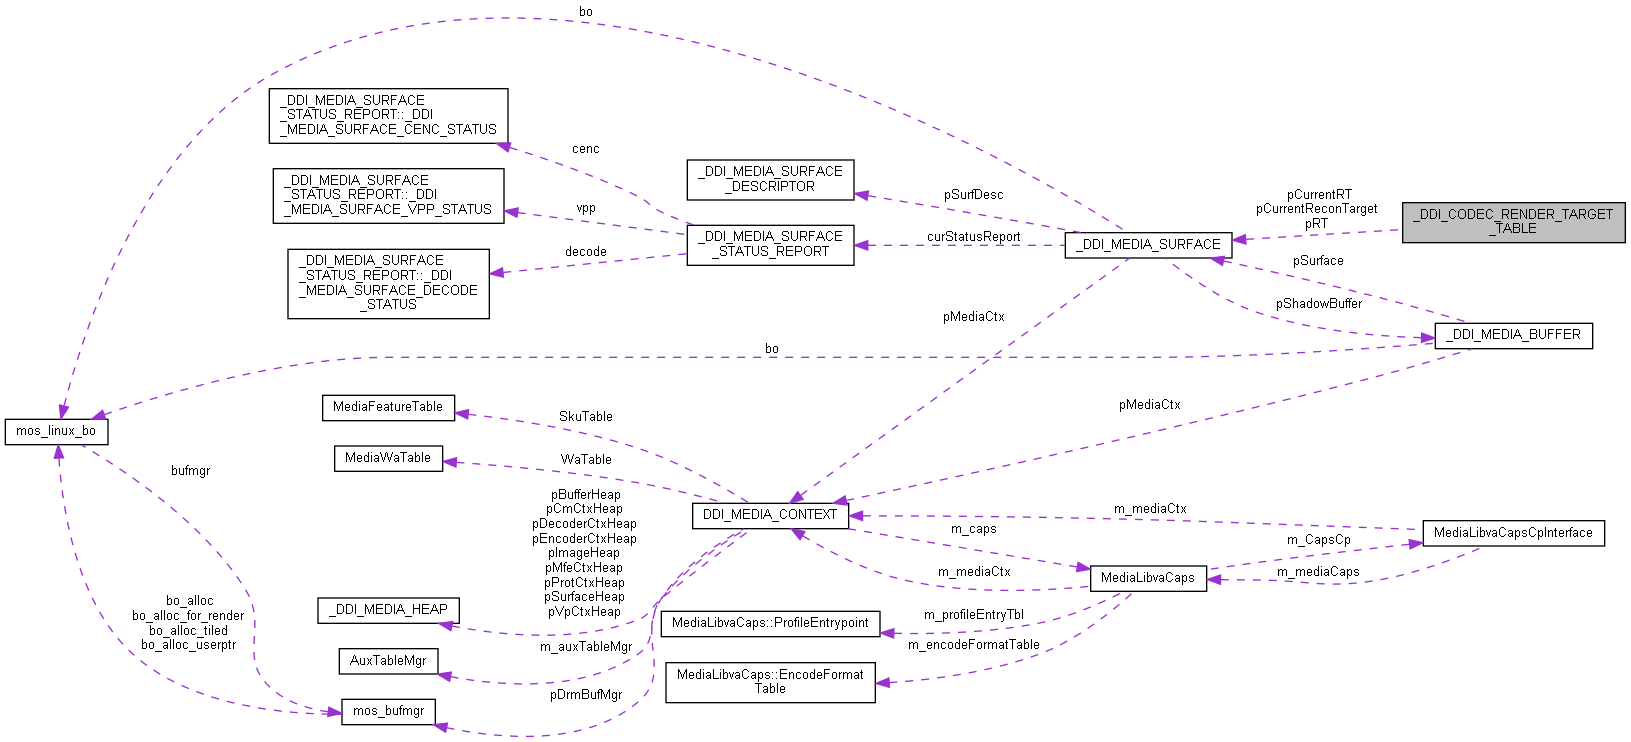 bo
_DDI_MEDIA_SURFACE
_STATUS_REPORT::_DDI
_MEDIA_SURFACE_CENC_STATUS
cenc
_DDI_MEDIA_SURFACE
_DESCRIPTOR
_DDI_MEDIA_SURFACE
_STATUS_REPORT::_DDI
_MEDIA_SURFACE_VPP_STATUS
vpp
pSurfDesc
pCurrentRT
pCurrentReconTarget
pRT
_DDI_CODEC_RENDER_TARGET
_TABLE
_DDI_MEDIA_SURFACE
_STATUS_REPORT
curStatusReport
_DDI_MEDIA_SURFACE
_DDI_MEDIA_SURFACE
_STATUS_REPORT::_DDI
_MEDIA_SURFACE_DECODE
_STATUS
decode
pSurface
pShadowBuffer
pMediaCtx
_DDI_MEDIA_BUFFER
bo
MediaFeatureTable
SkuTable
pMediaCtx
mos_linux_bo
MediaWaTable
WaTable
bufmgr
pBufferHeap
pCmCtxHeap
pDecoderCtxHeap
pEncoderCtxHeap
pImageHeap
pMfeCtxHeap
pProtCtxHeap
pSurfaceHeap
pVpCtxHeap
DDI_MEDIA_CONTEXT
m_mediaCtx
m_caps
MediaLibvaCapsCpInterface
m_CapsCp
m_mediaCtx
MediaLibvaCaps
m_mediaCaps
_DDI_MEDIA_HEAP
bo_alloc
bo_alloc_for_render
bo_alloc_tiled
bo_alloc_userptr
MediaLibvaCaps::ProfileEntrypoint
m_profileEntryTbl
m_auxTableMgr
m_encodeFormatTable
AuxTableMgr
MediaLibvaCaps::EncodeFormat
Table
pDrmBufMgr
mos_bufmgr